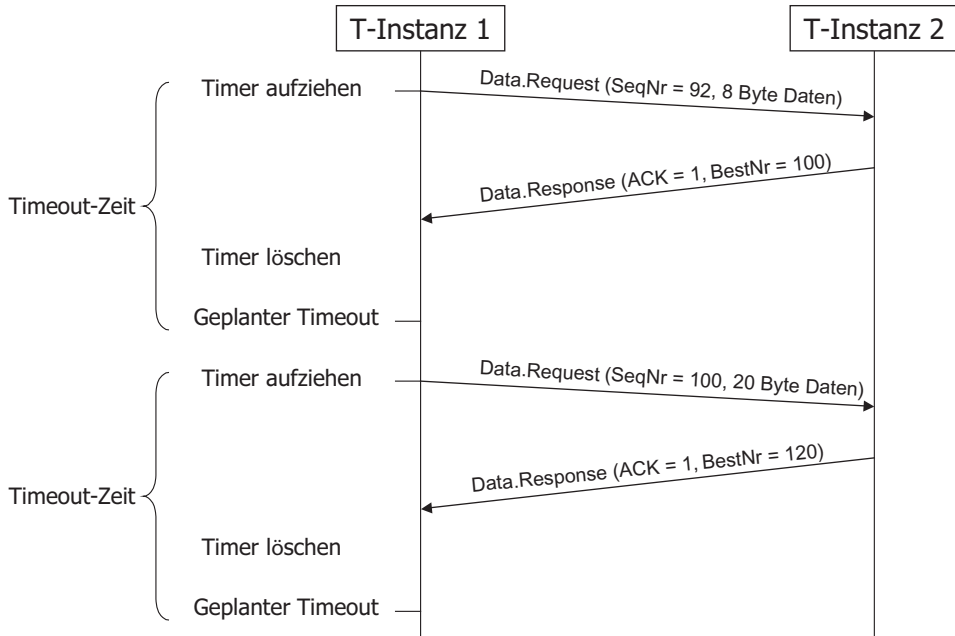 T-Instanz 1
T-Instanz 2
Timer aufziehen
Data.Request (SeqNr = 92, 8 Byte Daten)
Data.Response (ACK = 1, BestNr = 100)
Timeout-Zeit
Timer löschen
Geplanter Timeout
Timer aufziehen
Data.Request (SeqNr = 100, 20 Byte Daten)
Data.Response (ACK = 1, BestNr = 120)
Timeout-Zeit
Timer löschen
Geplanter Timeout